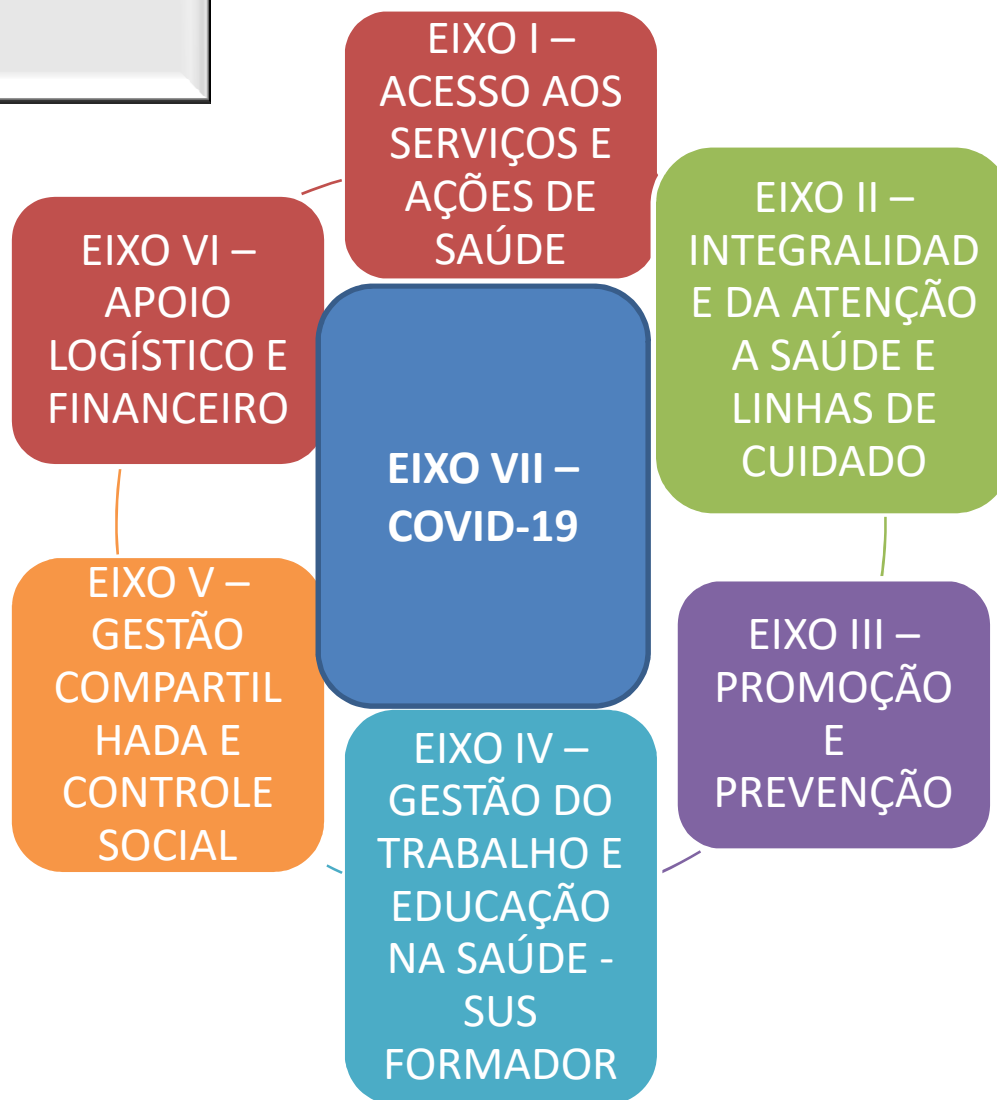 EIXO I –
ACESSO AOS
SERVIÇOS E
AÇÕES DE
SAÚDE
EIXO II –
INTEGRALIDAD
E DA ATENÇÃO
A SAÚDE E
LINHAS DE
CUIDADO
EIXO III –
PROMOÇÃO
E
PREVENÇÃO
EIXO IV –
GESTÃO DO
TRABALHO E
EDUCAÇÃO
NA SAÚDE -
SUS
FORMADOR
EIXO V –
GESTÃO
COMPARTIL
HADA E
CONTROLE
SOCIAL
EIXO VI –
APOIO
LOGÍSTICO E
FINANCEIRO
EIXO VII –
COVID-19